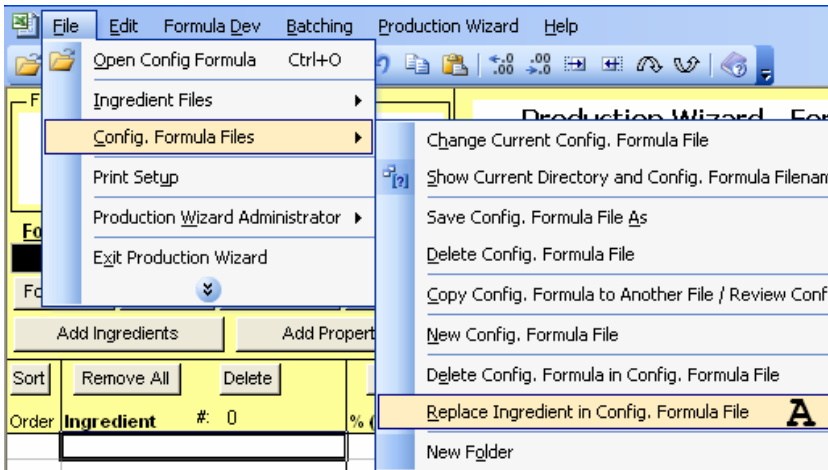 File Edit Formula Dev Batching Production Wizard Help
Open Config Formula Ctrl+O
Ingredient Files
Config. Formula Files
Print Setup
Production Wizard Administrator
Exit Production Wizard
Production Wizard
Change Current Config. Formula File
Show Current Directory and Config. Formula Filenam
Save Config. Formula File As
Delete Config. Formula File
Copy Config. Formula to Another File / Review Conf
New Config. Formula File
Delete Config. Formula in Config. Formula File
Replace Ingredient in Config. Formula File A
New Folder
Fo
Fo
Add Ingredients Add Propert
Sort Remove All Delete
Order Ingredient #: 0 % (